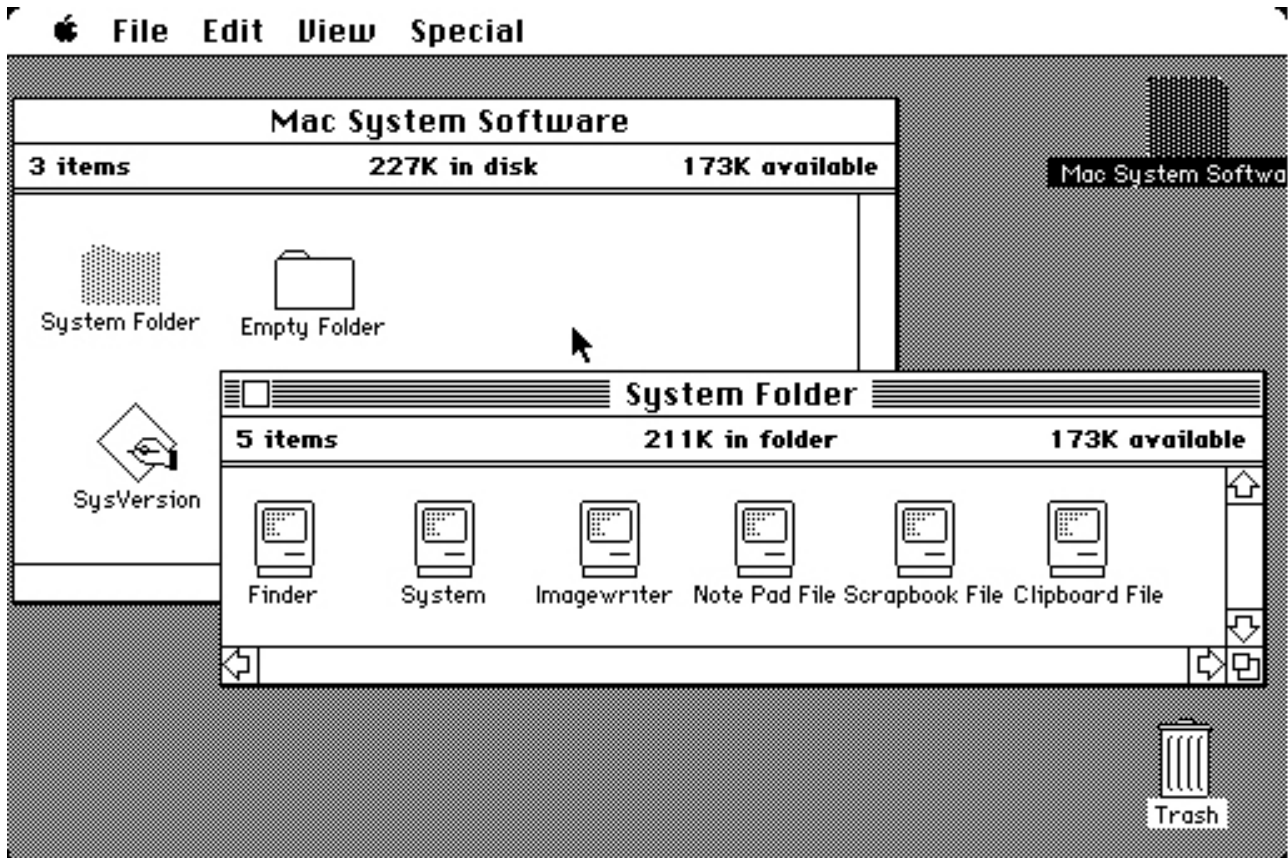 File Edit View Special
Mac System Software
3 items 227K in disk 173K available
Mac System Softwa
System Folder Empty Folder
SysVersion
System Folder
5 items 211K in folder 173K available
Finder System Imagewriter Note Pad File Scrapbook File Clipboard File
Trash